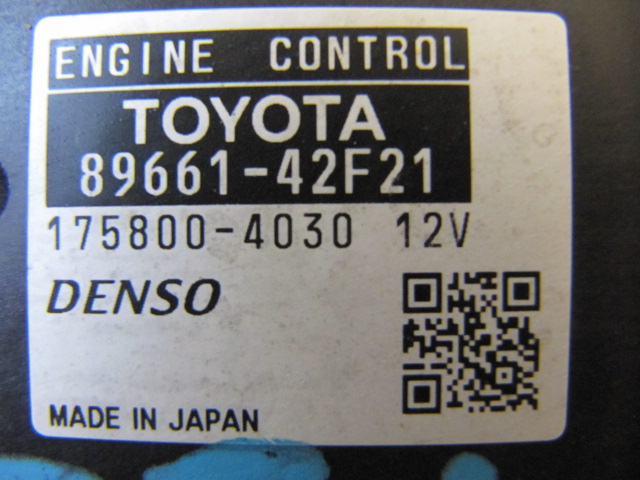 ENGINE CONTROL
TOYOTA
89661-42F21
175800-4030 12V
DENSO
MADE IN JAPAN